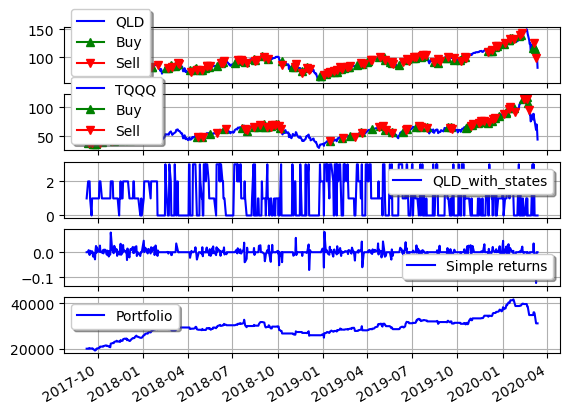 150
100
QLD
Buy
Sell
100
50
TQQQ
Buy
Sell
2
0
QLD_with_states
0.0
−0.1
Simple returns
40000
20000
Portfolio
2017-10
2018-01
2018-04
2018-07
2018-10
2019-01
2019-04
2019-07
2019-10
2020-01
2020-04